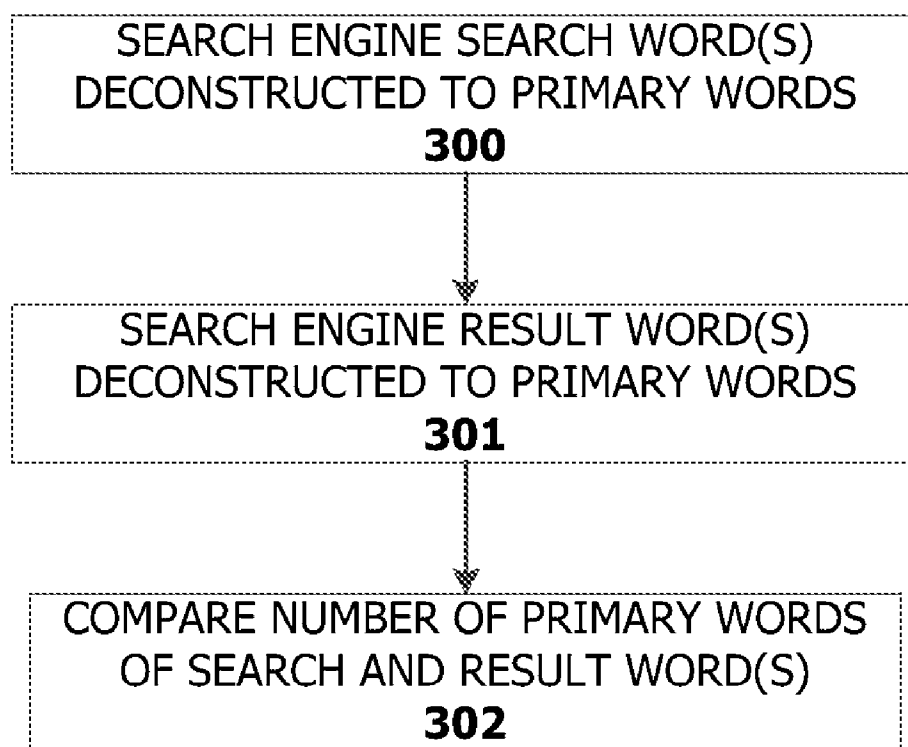 SEARCH ENGINE SEARCH WORD(S)
DECONSTRUCTED TO PRIMARY WORDS
300
SEARCH ENGINE RESULT WORD(S)
DECONSTRUCTED TO PRIMARY WORDS
301
COMPARE NUMBER OF PRIMARY WORDS
OF SEARCH AND RESULT WORD(S)
302